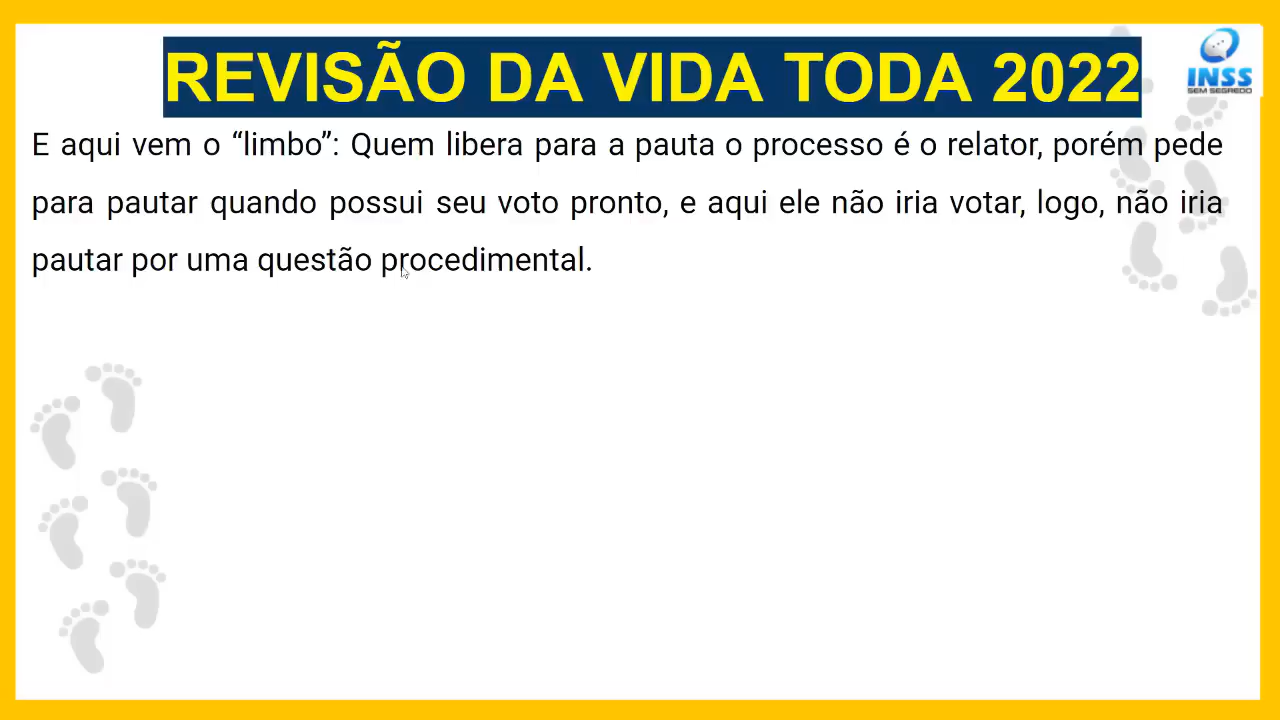 REVISÃO DA VIDA TODA 2022
INSS
SEM SEGREDO
E aqui vem o “limbo”: Quem libera para a pauta o processo é o relator, porém pede
para pautar quando possui seu voto pronto, e aqui ele não iria votar, logo, não iria
pautar por uma questão procedimental.